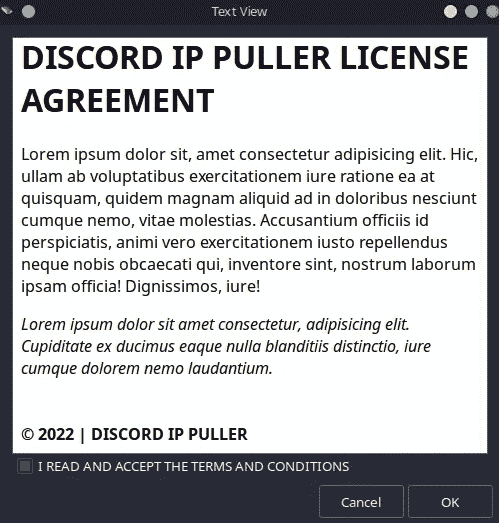 Text View
DISCORD IP PULLER LICENSE
AGREEMENT
Lorem ipsum dolor sit, amet consectetur adipisicing elit. Hic,
ullam ab voluptatibus exercitationem iure ratione ea at
quisquam, quidem magnam aliquid ad in doloribus nesciunt
cumque nemo, vitae molestias. Accusantium officiis id
perspiciatis, animi vero exercitationem iusto repellendus
neque nobis obcaecati qui, inventore sint, nostrum laborum
ipsam officia! Dignissimos, iure!
Lorem ipsum dolor sit amet consectetur, adipisicing elit.
Cupiditate ex ducimus eaque nulla blanditiis distinctio, iure
cumque dolorem nemo laudantium.
© 2022 | DISCORD IP PULLER
I READ AND ACCEPT THE TERMS AND CONDITIONS
Cancel OK